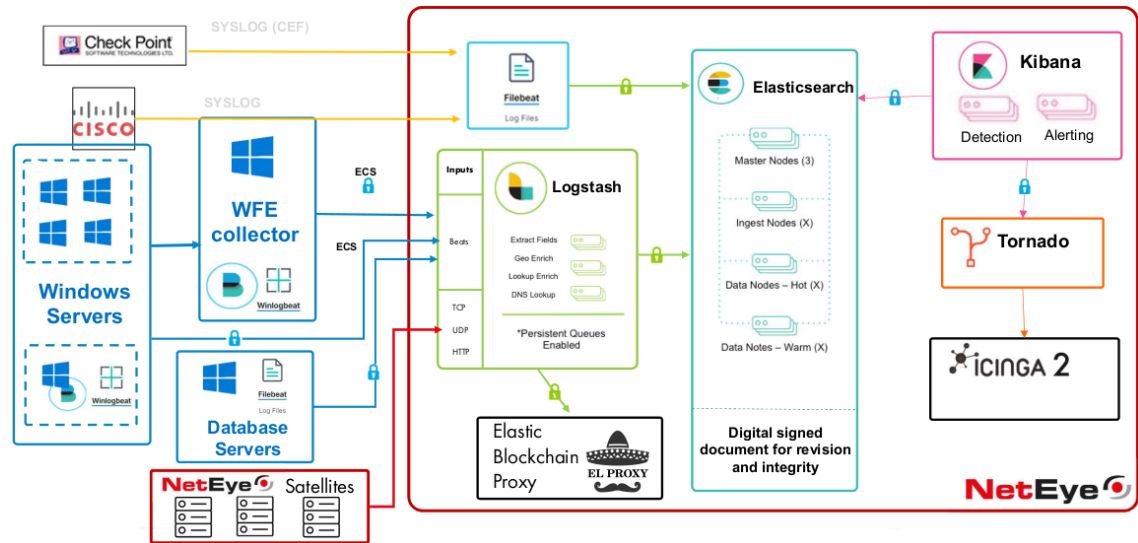 SYSLOG (CEF)
Check Point
SOFTWARE TECHNOLOGIES LTD.
SYSLOG
CISCO
Windows
Servers
Winlogbeat
WFE
collector
Winlogbeat
ECS
ECS
Filebeat
Log Files
Database
Servers
NetEye
Satellites
Filebeat
Log Files
Inputs
Beats
TCP
UDP
HTTP
Logstash
Extract Fields
Geo Enrich
Lookup Enrich
DNS Lookup
*Persistent Queues
Enabled
Elastic
Blockchain
Proxy
EL PROXY
Elasticsearch
Master Nodes (3)
Ingest Nodes (X)
Data Nodes – Hot (X)
Data Notes – Warm (X)
Digital signed
document for revision
and integrity
Kibana
Detection
Alerting
Tornado
ICINGA 2
NetEye